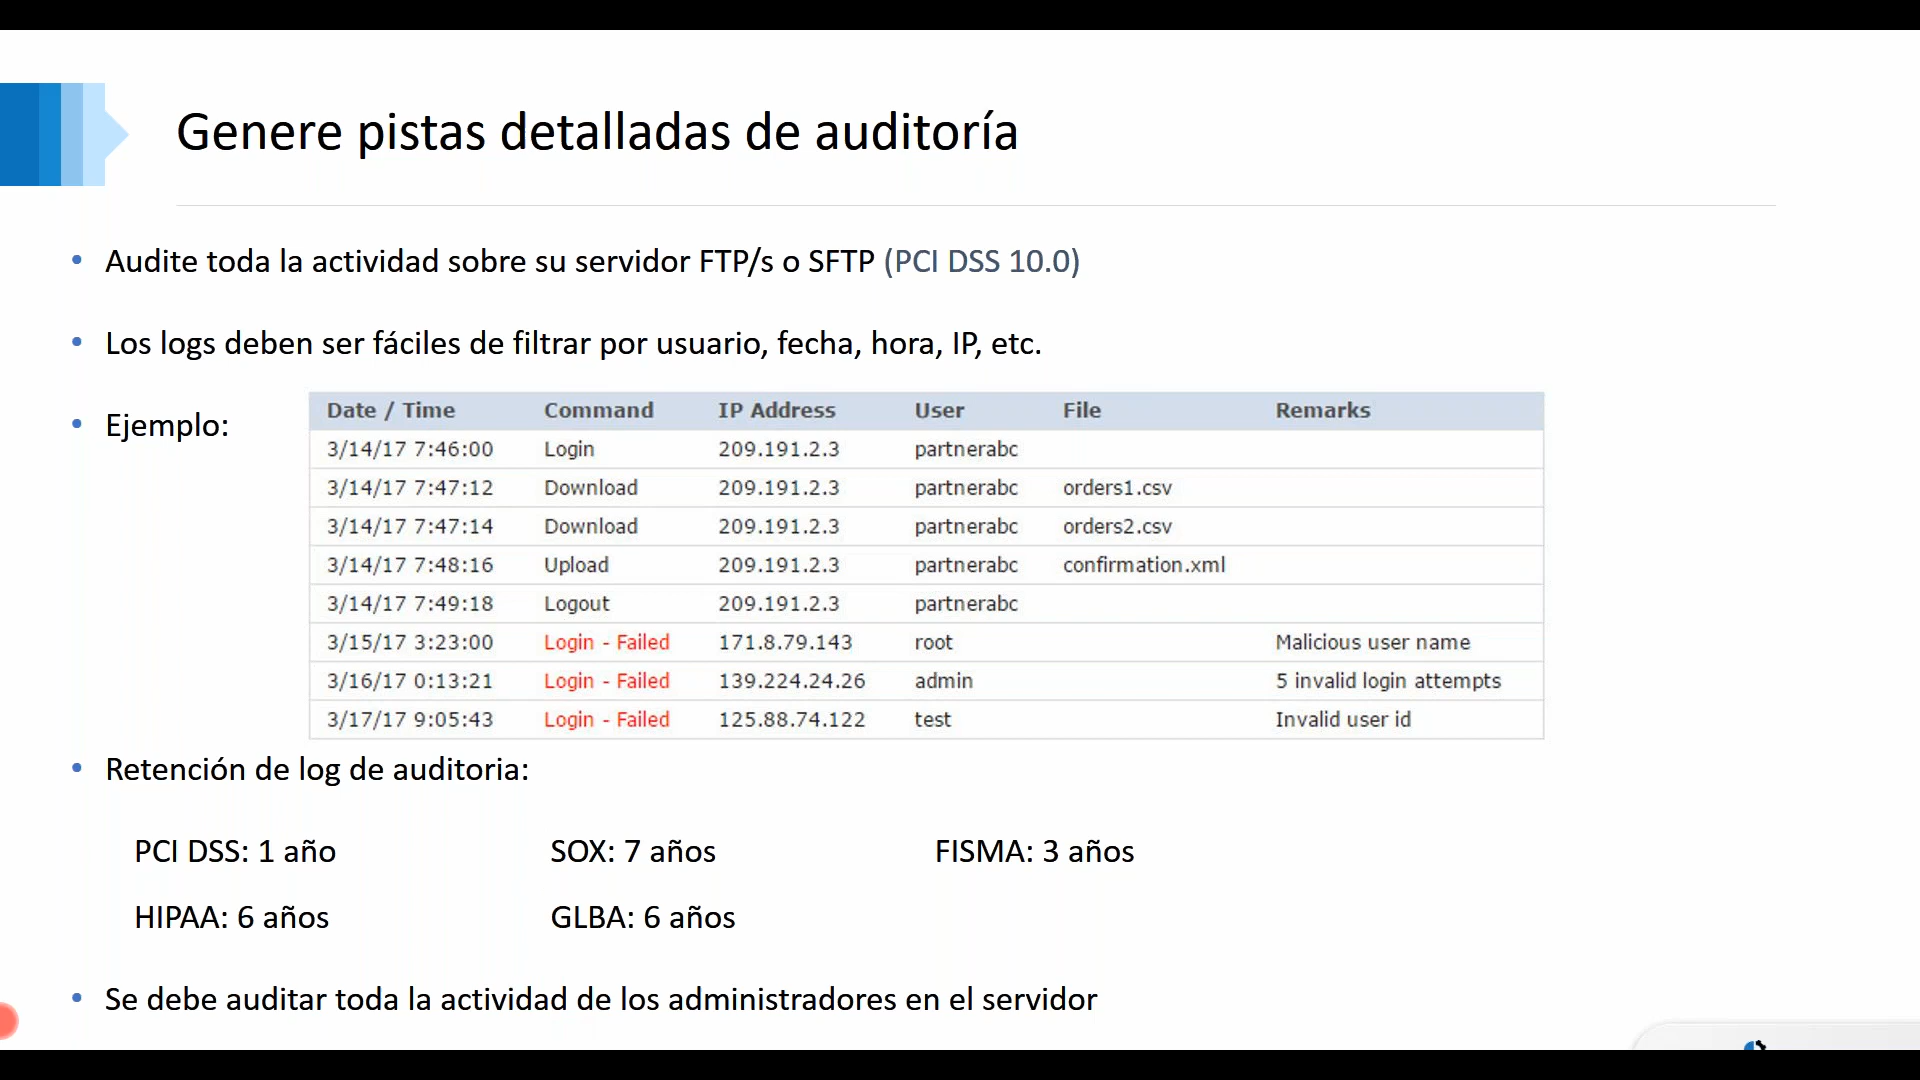 Genere pistas detalladas de auditoría
• Audite toda la actividad sobre su servidor FTP/s o SFTP (PCI DSS 10.0)
• Los logs deben ser fáciles de filtrar por usuario, fecha, hora, IP, etc.
• Ejemplo:
Date / Time Command IP Address User File Remarks
3/14/17 7:46:00 Login 209.191.2.3 partnerabc
3/14/17 7:47:12 Download 209.191.2.3 partnerabc orders1.csv
3/14/17 7:47:14 Download 209.191.2.3 partnerabc orders2.csv
3/14/17 7:48:16 Upload 209.191.2.3 partnerabc confirmation.xml
3/14/17 7:49:18 Logout 209.191.2.3 partnerabc
3/15/17 3:23:00 Login - Failed 171.8.79.143 root Malicious user name
3/16/17 0:13:21 Login - Failed 139.224.24.26 admin 5 invalid login attempts
3/17/17 9:05:43 Login - Failed 125.88.74.122 test Invalid user id
• Retención de log de auditoria:
PCI DSS: 1 año SOX: 7 años FISMA: 3 años
HIPAA: 6 años GLBA: 6 años
• Se debe auditar toda la actividad de los administradores en el servidor